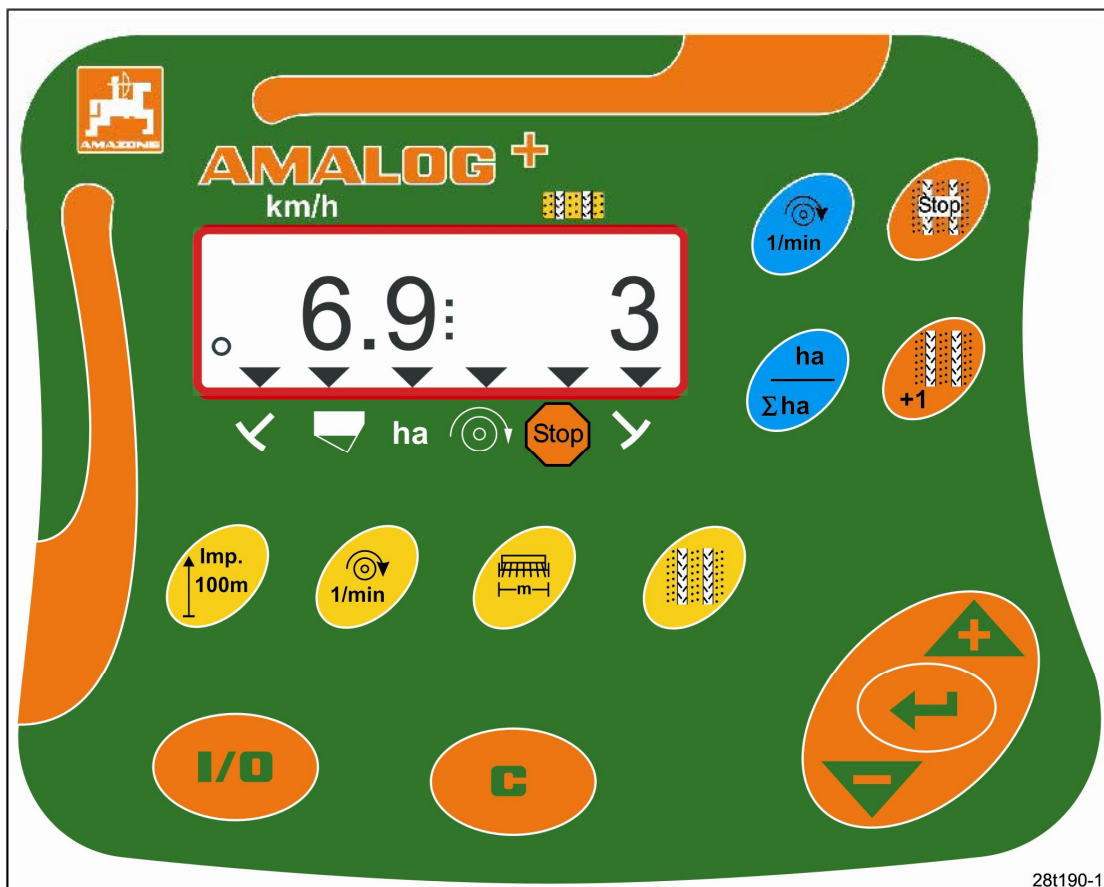 AMAZONE
AMALOG +
km/h
6.9 3
ha Stop
1/min
Stop
ha
Σha
+1
Imp.
100m
1/min
m
I/O
C
+
-
28t190-1